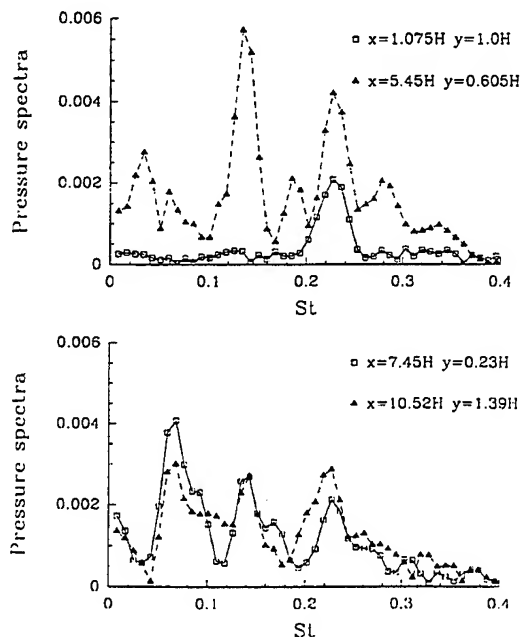 0.006
0.004
0.002
0
Pressure spectra
x=1.075H y=1.0H
x=5.45H y=0.605H
0 0.1 0.2 0.3 0.4
St
0.006
0.004
0.002
0
Pressure spectra
x=7.45H y=0.23H
x=10.52H y=1.39H
0 0.1 0.2 0.3 0.4
St